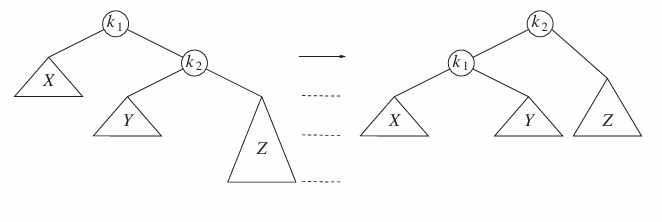 k₁ k₂
X k₂ k₁
Y X Y Z
Z